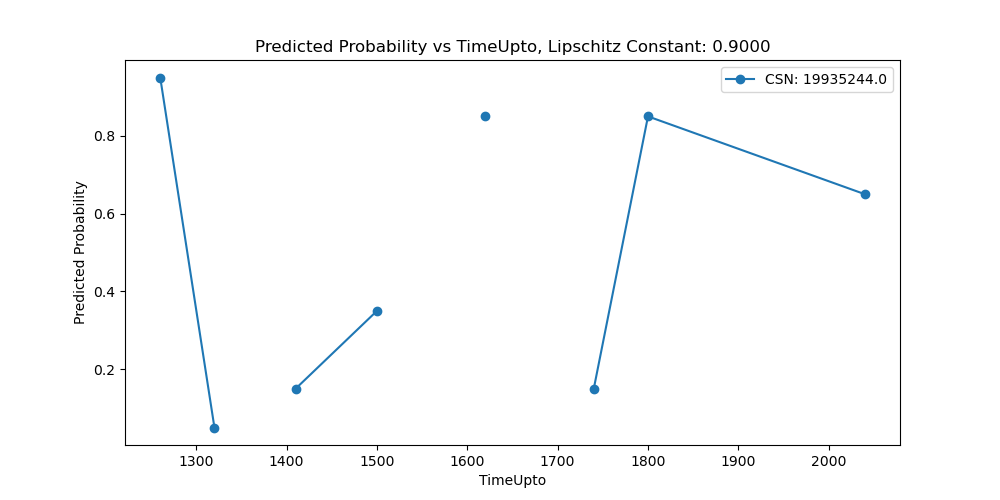 Predicted Probability vs TimeUpto, Lipschitz Constant: 0.9000
CSN: 19935244.0
Predicted Probability
0.8
0.6
0.4
0.2
1300 1400 1500 1600 1700 1800 1900 2000
TimeUpto